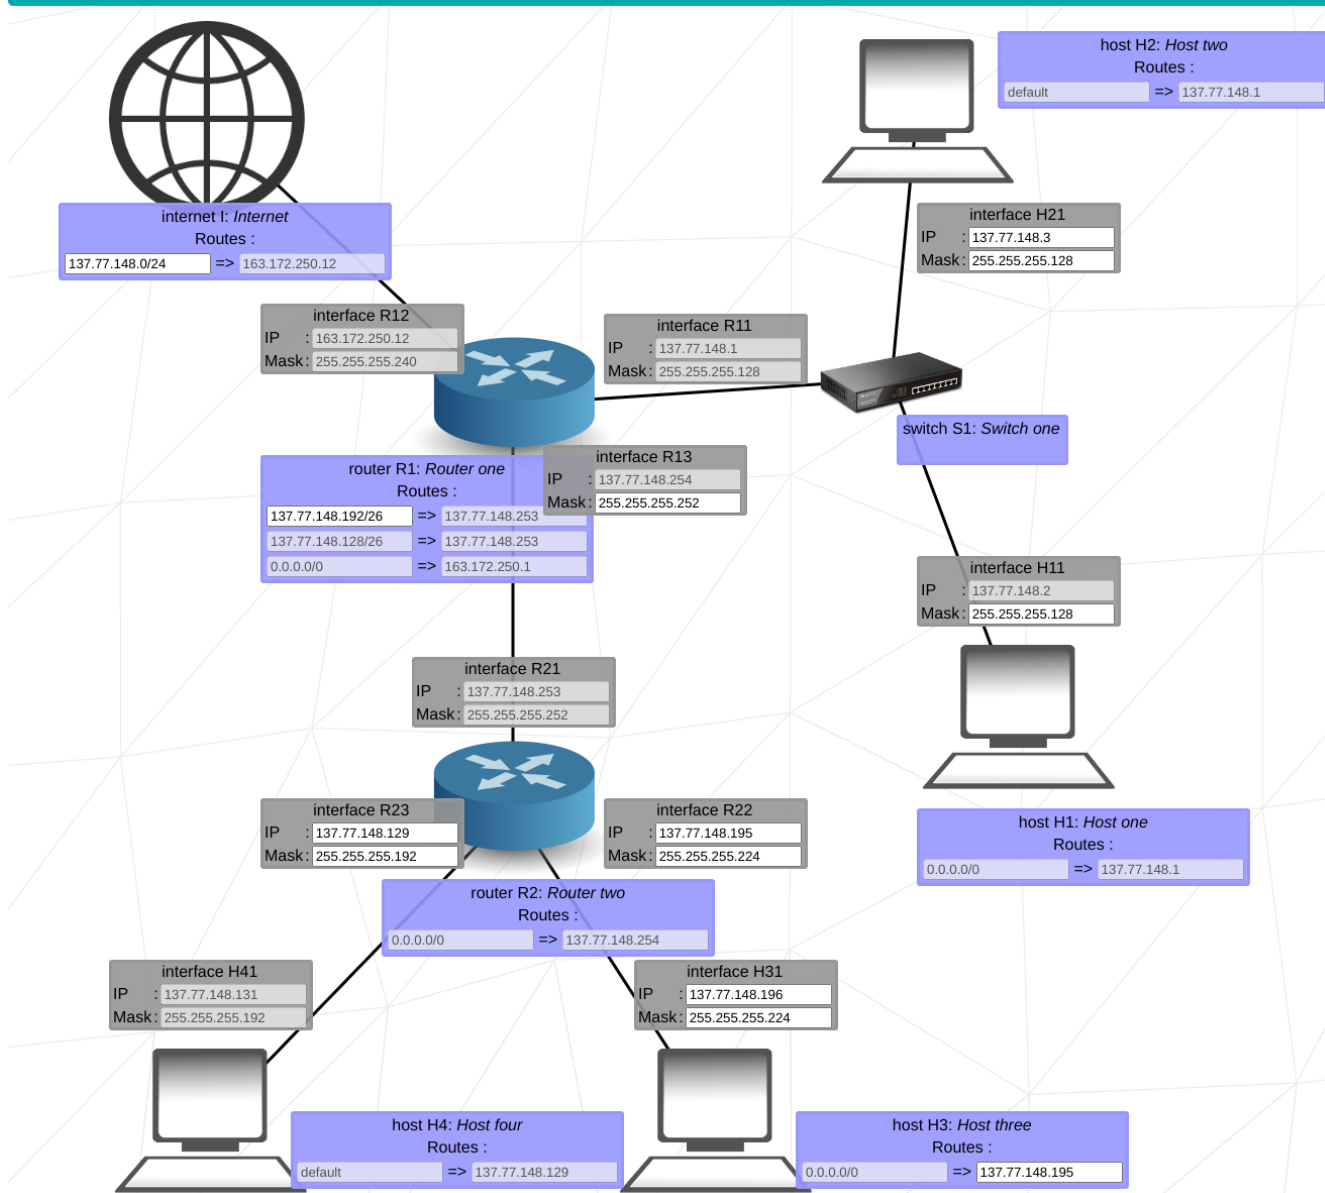 host H2: Host two
Routes :
default => 137.77.148.1
internet I: Internet
Routes :
137.77.148.0/24 => 163.172.250.12
interface H21
IP : 137.77.148.3
Mask: 255.255.255.128
interface R12
IP : 163.172.250.12
Mask: 255.255.255.240
interface R11
IP : 137.77.148.1
Mask: 255.255.255.128
switch S1: Switch one
interface R13
IP : 137.77.148.254
Mask: 255.255.255.252
router R1: Router one
Routes :
137.77.148.192/26 => 137.77.148.253
137.77.148.128/26 => 137.77.148.253
0.0.0.0/0 => 163.172.250.1
interface H11
IP : 137.77.148.2
Mask: 255.255.255.128
interface R21
IP : 137.77.148.253
Mask: 255.255.255.252
interface R23
IP : 137.77.148.129
Mask: 255.255.255.192
interface R22
IP : 137.77.148.195
Mask: 255.255.255.224
host H1: Host one
Routes :
0.0.0.0/0 => 137.77.148.1
router R2: Router two
Routes :
0.0.0.0/0 => 137.77.148.254
interface H41
IP : 137.77.148.131
Mask: 255.255.255.192
interface H31
IP : 137.77.148.196
Mask: 255.255.255.224
host H4: Host four
Routes :
default => 137.77.148.129
host H3: Host three
Routes :
0.0.0.0/0 => 137.77.148.195